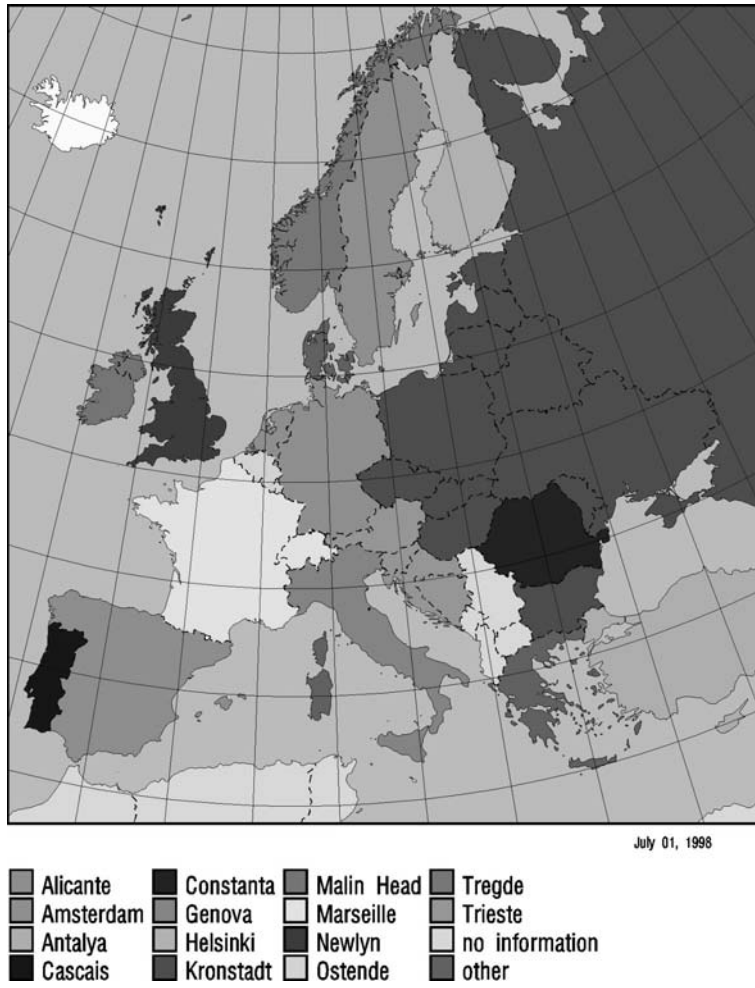 July 01, 1998
Alicante Constanta Malin Head Tregde
Amsterdam Genova Marseille Trieste
Antalya Helsinki Newlyn no information
Cascais Kronstadt Ostende other